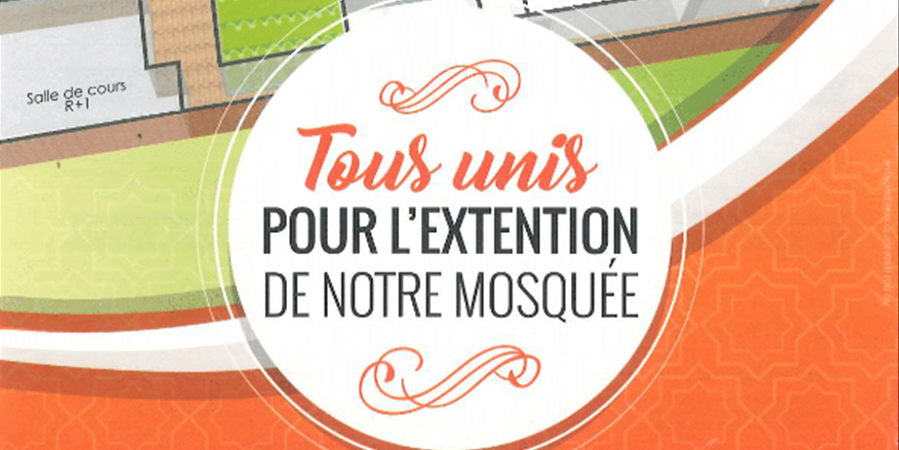 Salle de cours
R+1
Tous unis
POUR L'EXTENTION
DE NOTRE MOSQUÉE